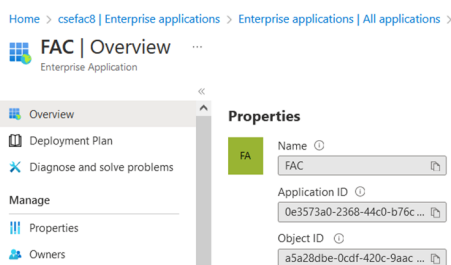 Home > csefac8 | Enterprise applications > Enterprise applications | All applications >
FAC | Overview ...
Enterprise Application
«
Overview
Deployment Plan
Diagnose and solve problems
Manage
Properties
Owners
Properties
FA
Name
FAC
Application ID
0e3573a0-2368-44c0-b76c ...
Object ID
a5a28dbe-0cdf-420c-9aac ...